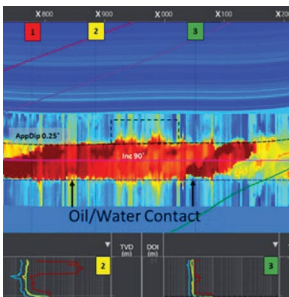 X800 X900 X000 X100 X20
1 2 3
AppDip 0.25°
Inc 90°
Oil/Water Contact
TVD (m) DOI (m)
2 3